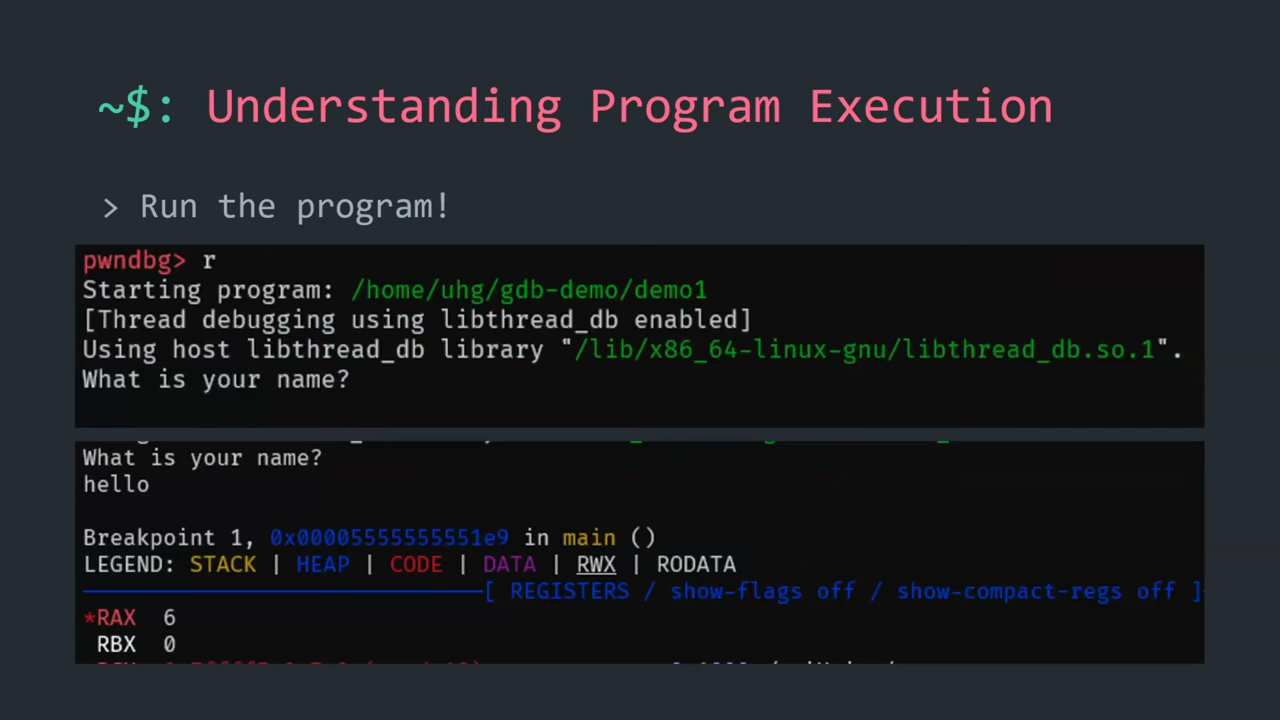 ~$: Understanding Program Execution
> Run the program!
pwndbg> r
Starting program: /home/uhg/gdb-demo/demo1
[Thread debugging using libthread_db enabled]
Using host libthread_db library "/lib/x86_64-linux-gnu/libthread_db.so.1".
What is your name?
What is your name?
hello
Breakpoint 1, 0x00005555555551e9 in main ()
LEGEND: STACK | HEAP | CODE | DATA | RWX | RODATA
[ REGISTERS / show-flags off / show-compact-regs off ]
*RAX 6
RBX 0